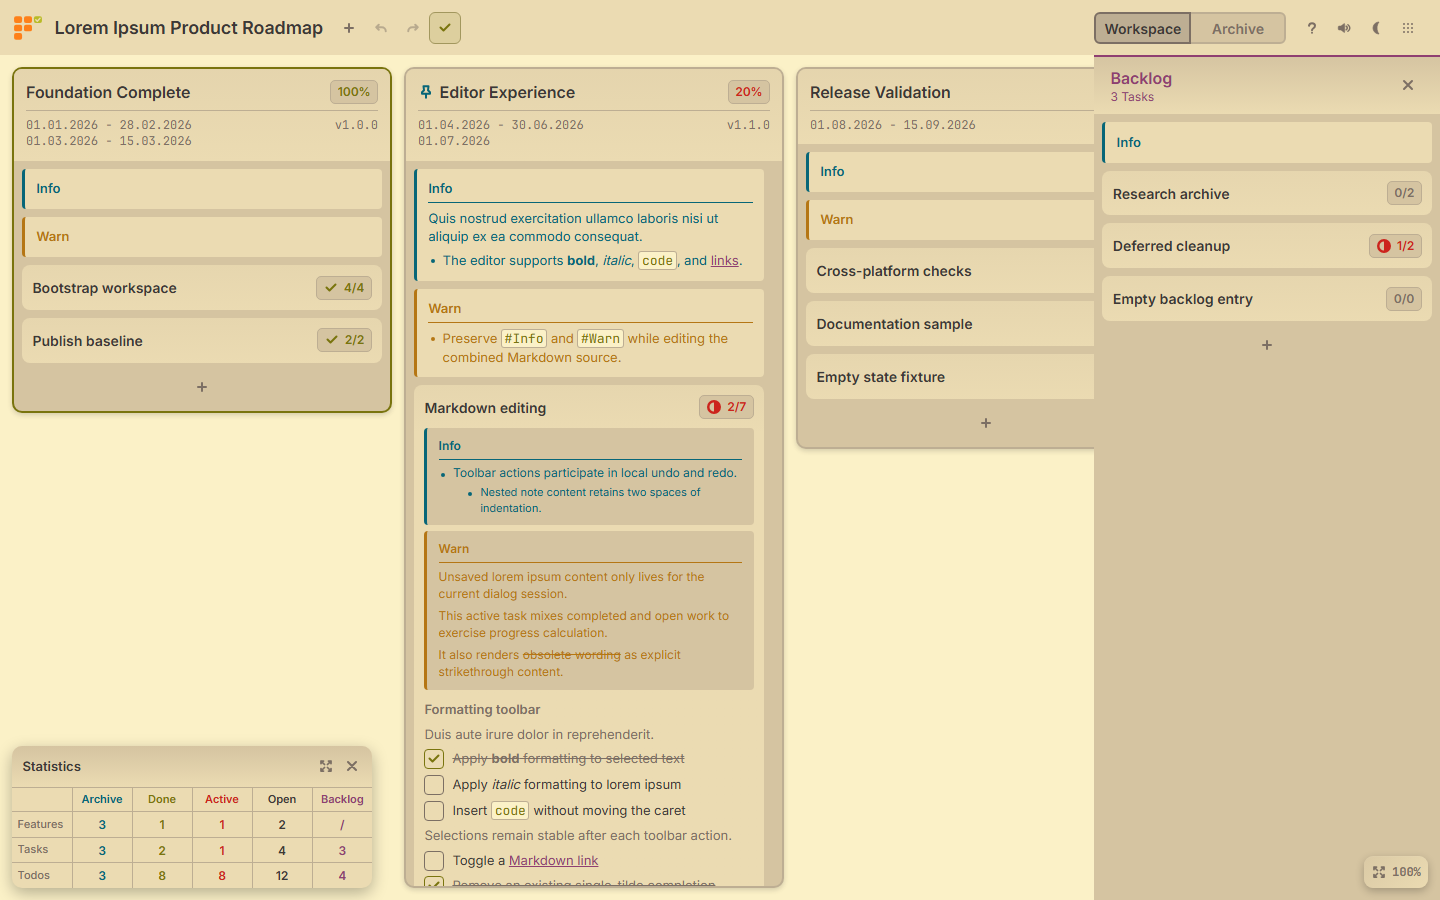 Lorem Ipsum Product Roadmap
Workspace
Archive
Foundation Complete
100%
01.01.2026 - 28.02.2026
v1.0.0
01.03.2026 - 15.03.2026
Info
Warn
Bootstrap workspace
4/4
Publish baseline
2/2
Editor Experience
20%
01.04.2026 - 30.06.2026
v1.1.0
01.07.2026
Info
Quis nostrud exercitation ullamco laboris nisi ut
aliquip ex ea commodo consequat.
• The editor supports bold, italic, code, and links.
Warn
• Preserve #Info and #Warn while editing the
combined Markdown source.
Markdown editing
2/7
Info
• Toolbar actions participate in local undo and redo.
• Nested note content retains two spaces of
indentation.
Warn
Unsaved lorem ipsum content only lives for the
current dialog session.
This active task mixes completed and open work to
exercise progress calculation.
It also renders obsolete wording as explicit
strikethrough content.
Formatting toolbar
Duis aute irure dolor in reprehenderit.
Apply bold formatting to selected text
Apply italic formatting to lorem ipsum
Insert code without moving the caret
Selections remain stable after each toolbar action.
Toggle a Markdown link
Remove an existing single-tilde completion
Release Validation
01.08.2026 - 15.09.2026
Info
Warn
Cross-platform checks
Documentation sample
Empty state fixture
Backlog
3 Tasks
Info
Research archive
0/2
Deferred cleanup
1/2
Empty backlog entry
0/0
Statistics
Archive Done Active Open Backlog
Features 3 1 1 2 /
Tasks 3 2 1 4 3
Todos 3 8 8 12 4
100%